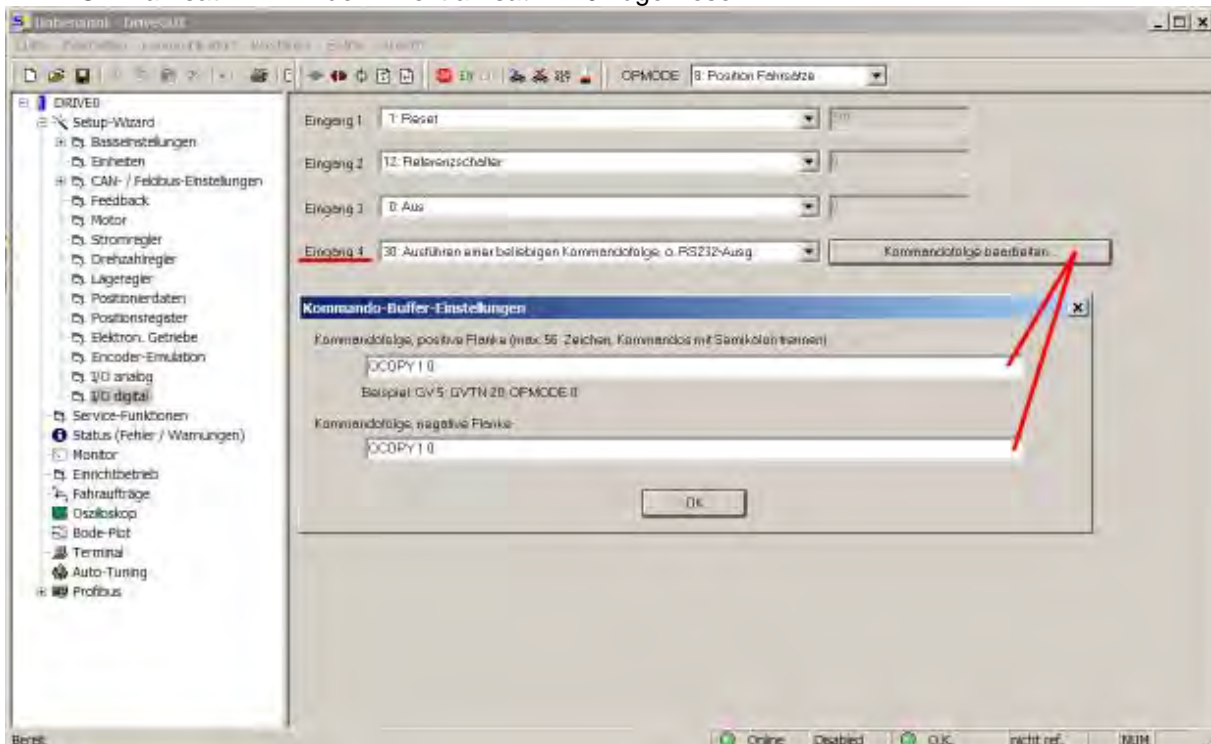 Unbenannt - DriveGUI
OPMODE 8: Position Fahrsätze
DRIVE0
Setup-Wizard
Basiseinstellungen
Einheiten
CAN- / Feldbus-Einstellungen
Feedback
Motor
Stromregler
Drehzahlregler
Lageregler
Positionierdaten
Positionsregister
Elektron. Getriebe
Encoder-Emulation
I/O analog
I/O digital
Service-Funktionen
Status (Fehler / Warnungen)
Monitor
Einrichtbetrieb
Fahraufträge
Oszilloskop
Bode-Plot
Terminal
Auto-Tuning
Profibus
Eingang 1 1: Reset
Eingang 2 12: Referenzschalter
Eingang 3 0: Aus
Eingang 4 30: Ausführen einer beliebigen Kommandofolge, o. RS232-Ausg. Kommandofolge bearbeiten
Kommando-Buffer-Einstellungen
Kommandofolge, positive Flanke (max. 56 Zeichen, Kommandos mit Semikolon trennen)
OCOPY 1 0
Beispiel: GV 5; GVTN 20; OPMODE 0
Kommandofolge, negative Flanke
OCOPY 1 0
OK
Bereit Online Disabled O.K. nicht ref. NUM